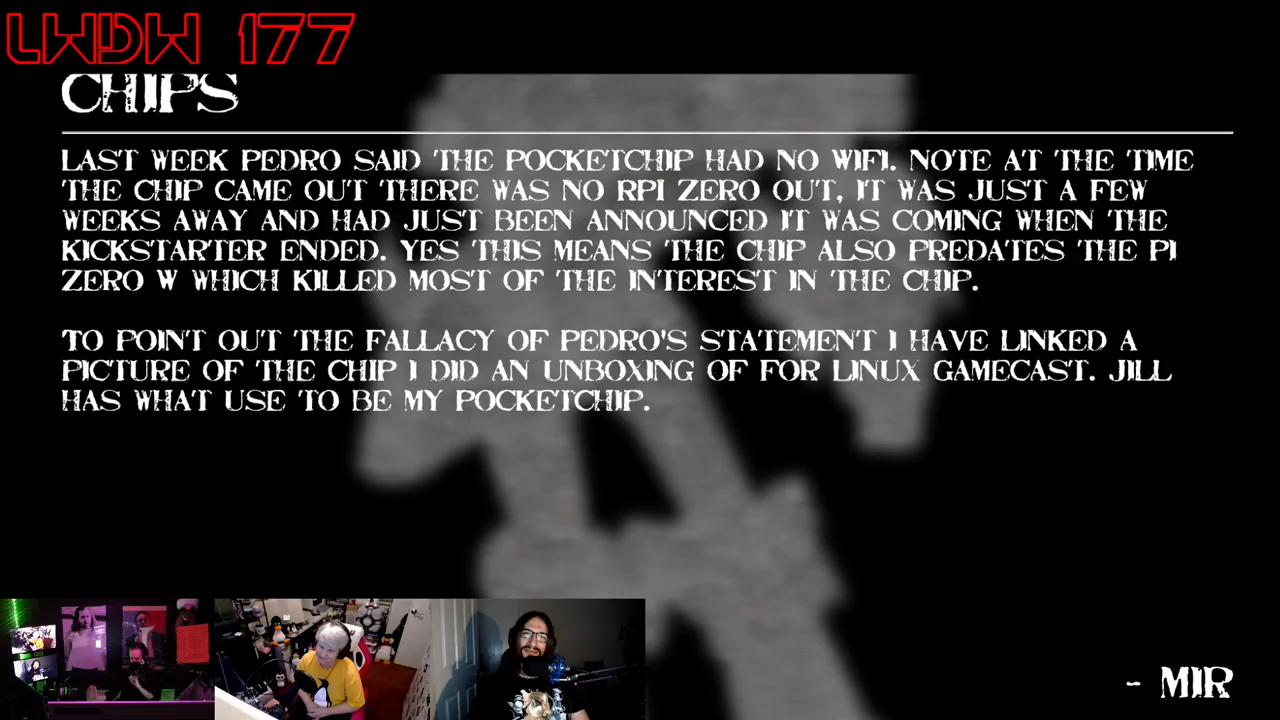 LWDW 177
CHIPS
LAST WEEK PEDRO SAID THE POCKETCHIP HAD NO WIFI. NOTE AT THE TIME
THE CHIP CAME OUT THERE WAS NO RPI ZERO OUT, IT WAS JUST A FEW
WEEKS AWAY AND HAD JUST BEEN ANNOUNCED IT WAS COMING WHEN THE
KICKSTARTER ENDED. YES THIS MEANS THE CHIP ALSO PREDATES THE PI
ZERO W WHICH KILLED MOST OF THE INTEREST IN THE CHIP.
TO POINT OUT THE FALLACY OF PEDRO'S STATEMENT I HAVE LINKED A
PICTURE OF THE CHIP I DID AN UNBOXING OF FOR LINUX GAMECAST. JILL
HAS WHAT USE TO BE MY POCKETCHIP.
- MIR